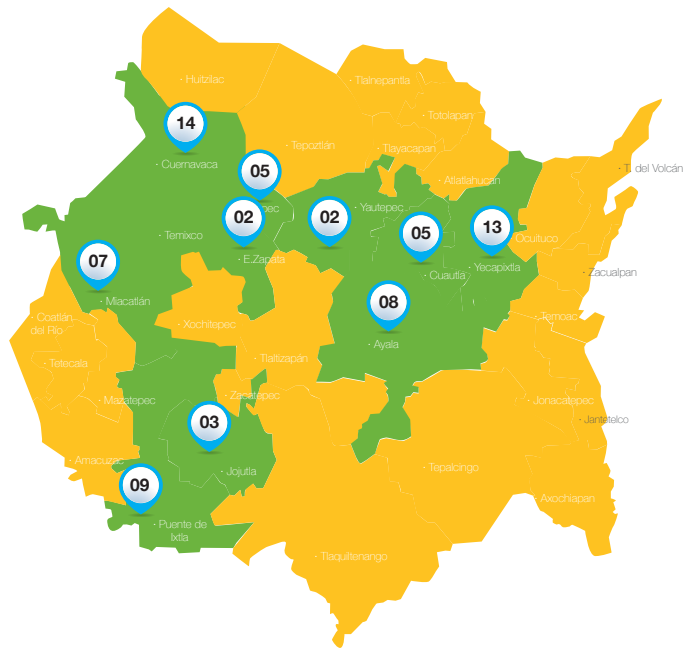 · Huitzilac
· Tlalnepantla
14
· Totolapan
· Tepoztlán
· Tlayacapan
· Cuernavaca
05
· Atlatlahucan
· T. del Volcán
pec
· Yautepec
02
02
05
13
· Temixco
Ocuituco
· E.Zapata
07
· Cuautla
· Yecapixtla
· Zacualpan
· Miacatlán
08
· Coatlán
del Río
· Xochitepec
· Temoac
· Ayala
· Tetecala
· Tlaltizapán
· Mazatepec
· Zacatepec
· Jonacatepec
03
· Jantetelco
· Amacuzac
· Jojutla
· Tepalcingo
09
· Axochiapan
· Puente de
Ixtla
· Tlaquiltenango